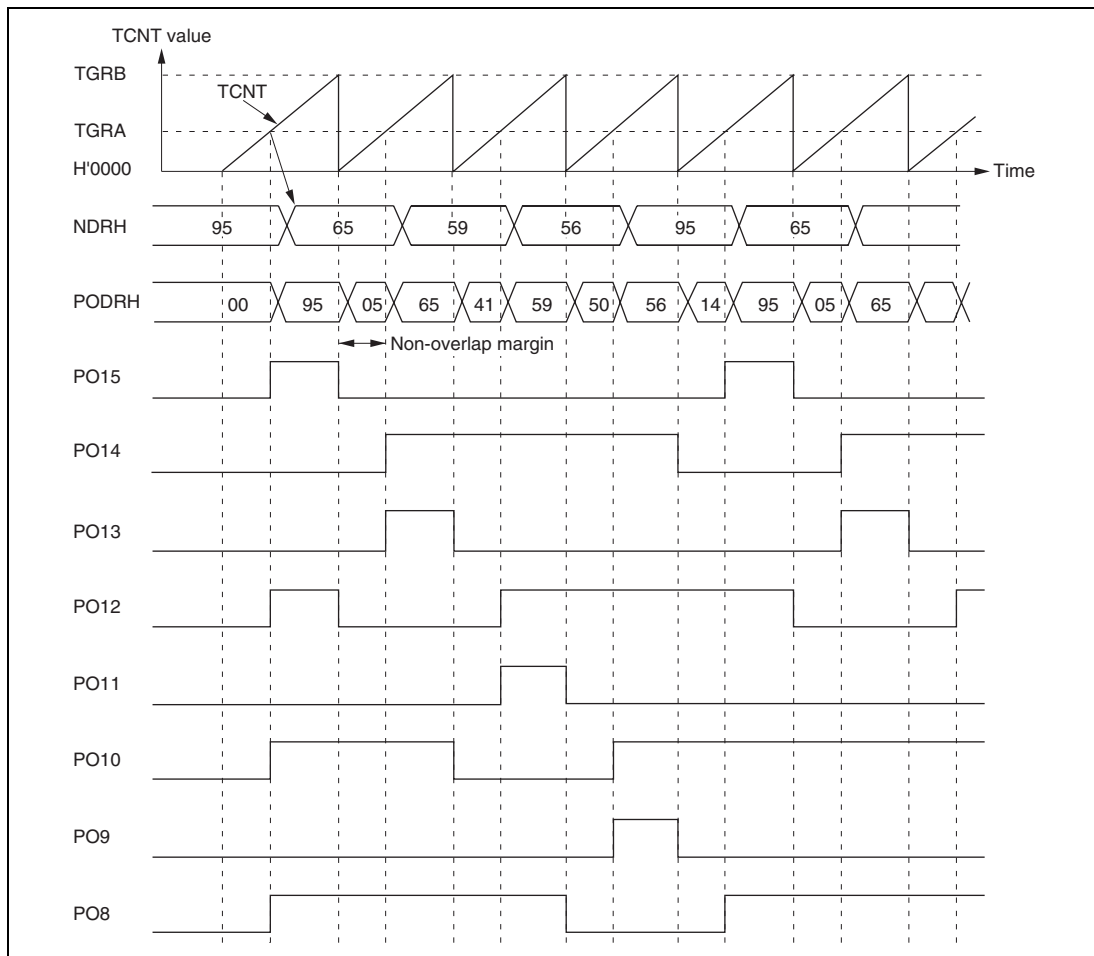 TCNT value
TGRB
TCNT
TGRA
H'0000
Time
NDRH
95 65 59 56 95 65
PODRH
00 95 05 65 41 59 50 56 14 95 05 65
Non-overlap margin
PO15
PO14
PO13
PO12
PO11
PO10
PO9
PO8